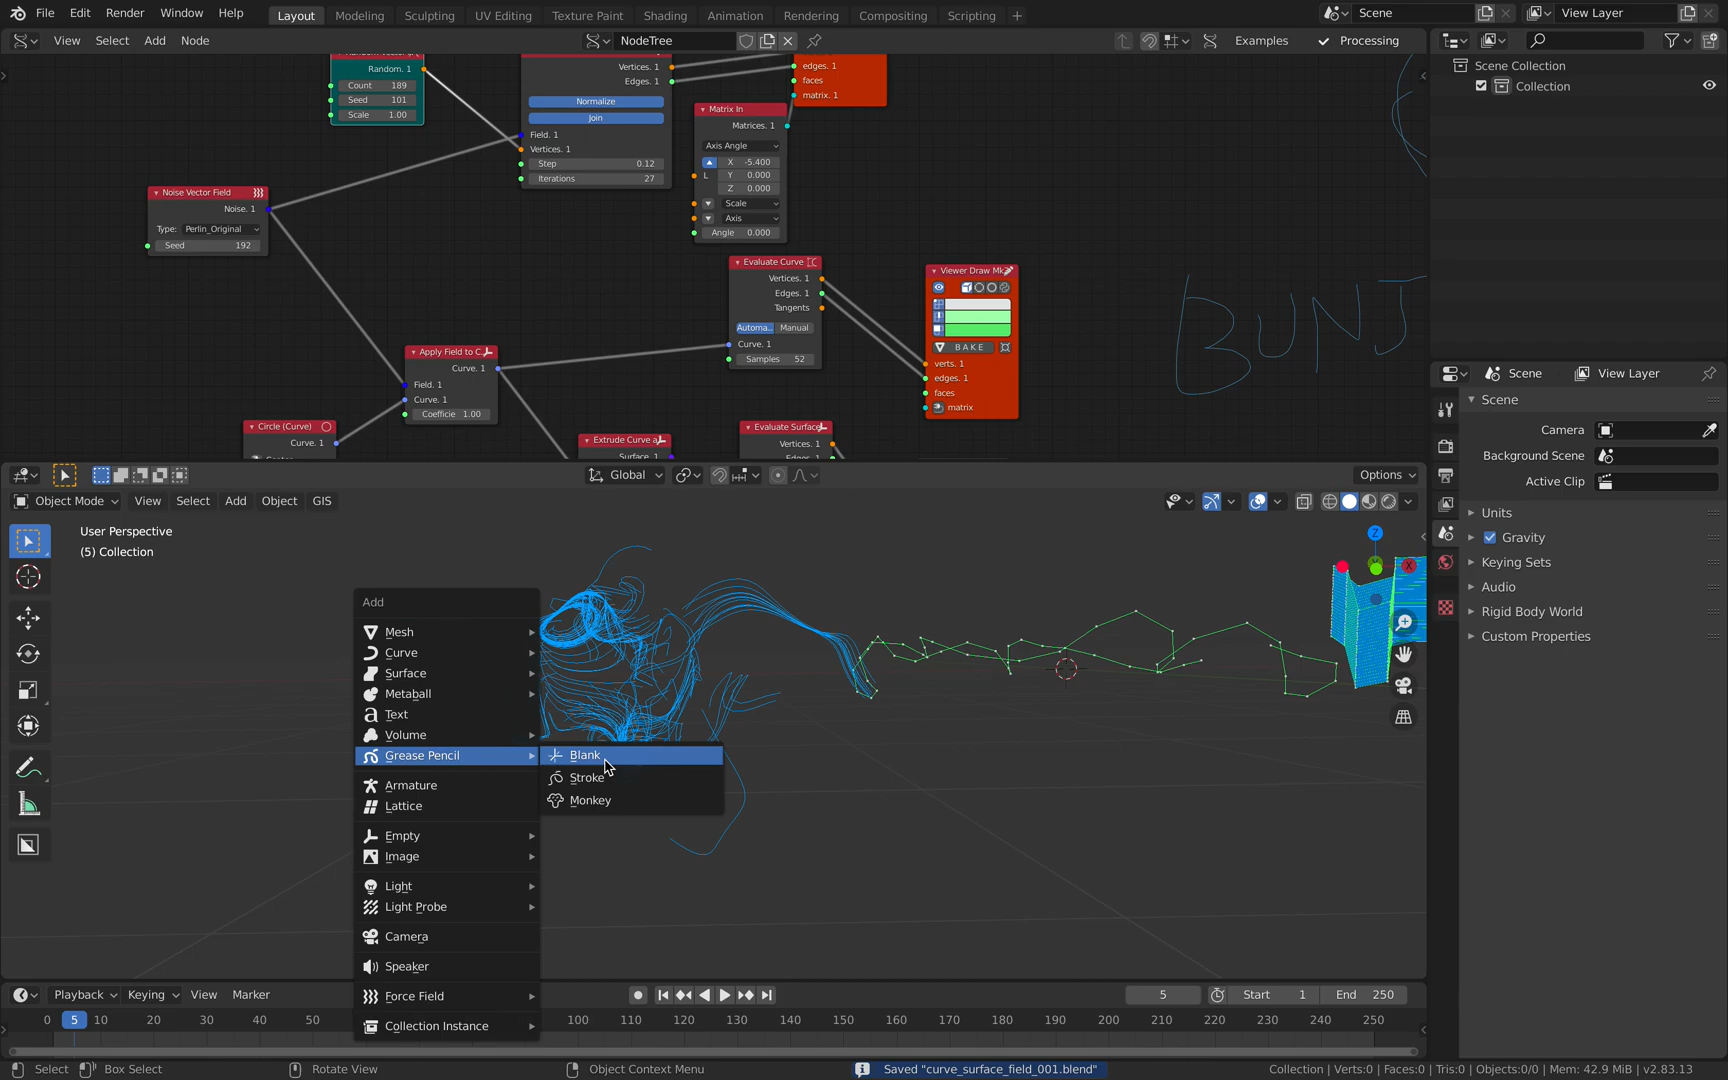 File Edit Render Window Help Layout Modeling Sculpting UV Editing Texture Paint Shading Animation Rendering Compositing Scripting + Scene View Layer
View Select Add Node NodeTree Examples Processing
Random. 1
Count 189
Seed 101
Scale 1.00
Vertices. 1
Edges. 1
Normalize
Join
Field. 1
Vertices. 1
Step 0.12
Iterations 27
edges. 1
faces
matrix. 1
Matrix In
Matrices. 1
Axis Angle
X -5.400
L Y 0.000
Z 0.000
Scale
Axis
Angle 0.000
Noise Vector Field
Noise. 1
Type: Perlin_Original
Seed 192
Evaluate Curve
Vertices. 1
Edges. 1
Tangents
Automa.. Manual
Curve. 1
Samples 52
Viewer Draw Mk
BAKE
verts. 1
edges. 1
faces
matrix
BUNJ
Apply Field to C
Curve. 1
Field. 1
Curve. 1
Coefficie 1.00
Circle (Curve)
Curve. 1
Extrude Curve a
Surface. 1
Evaluate Surface
Vertices. 1
Edges. 1
Scene Collection
Collection
Scene View Layer
Scene
Camera
Background Scene
Active Clip
Units
Gravity
Keying Sets
Audio
Rigid Body World
Custom Properties
Global Options
Object Mode View Select Add Object GIS
User Perspective
(5) Collection
Z
X
Add
Mesh
Curve
Surface
Metaball
Text
Volume
Grease Pencil
Armature
Lattice
Empty
Image
Light
Light Probe
Camera
Speaker
Force Field
Collection Instance
Blank
Stroke
Monkey
Playback Keying View Marker 5 Start 1 End 250
0 5 10 20 30 40 50 100 110 120 130 140 150 160 170 180 190 200 210 220 230 240 250
Select Box Select Rotate View Object Context Menu Saved "curve_surface_field_001.blend" Collection | Verts:0 | Faces:0 | Tris:0 | Objects:0/0 | Mem: 42.9 MiB | v2.83.13